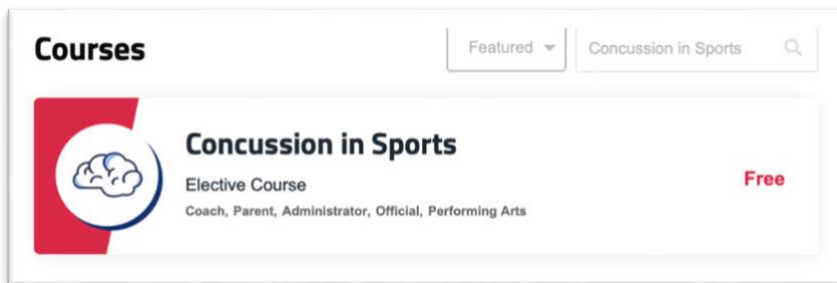 Courses
Featured
Concussion in Sports
Concussion in Sports
Elective Course
Free
Coach, Parent, Administrator, Official, Performing Arts